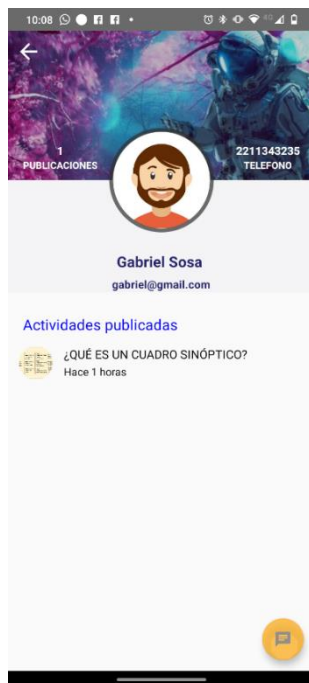 10:08
4G
1
PUBLICACIONES
2211343235
TELEFONO
Gabriel Sosa
gabriel@gmail.com
Actividades publicadas
¿QUÉ ES UN CUADRO SINÓPTICO?
Hace 1 horas